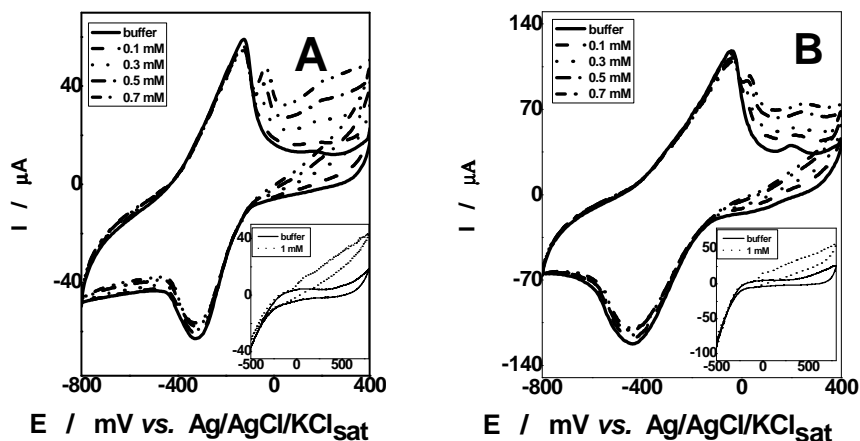 A
buffer
0.1 mM
0.3 mM
0.5 mM
0.7 mM
I / μA
40
0
-40
-800
-400
0
400
buffer
1 mM
40
0
-40
-500
0
500
E / mV vs. Ag/AgCl/KClsat
B
buffer
0.1 mM
0.3 mM
0.5 mM
0.7 mM
I / μA
140
70
0
-70
-140
-800
-400
0
400
buffer
1 mM
50
0
-50
-100
-500
0
500
E / mV vs. Ag/AgCl/KClsat